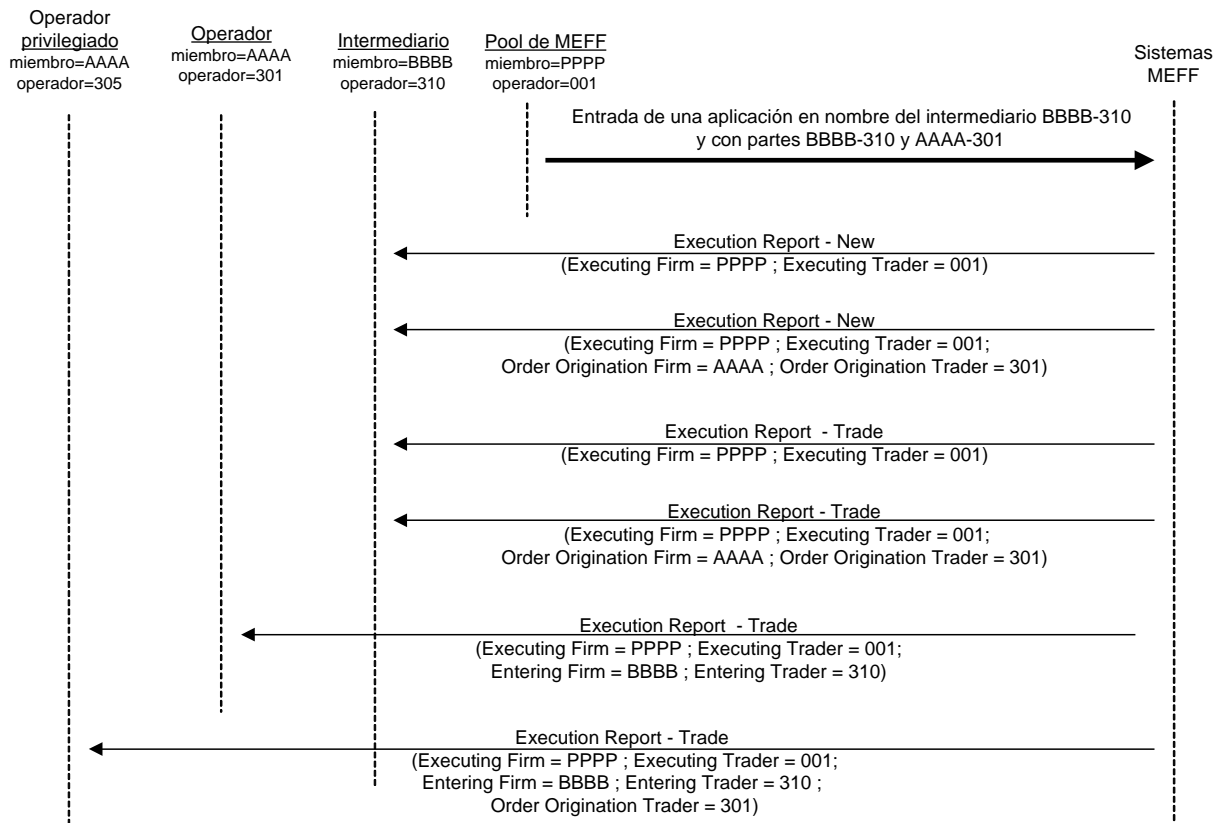 Operador
privilegiado
miembro=AAAA
operador=305
Operador
miembro=AAAA
operador=301
Intermediario
miembro=BBBB
operador=310
Pool de MEFF
miembro=PPPP
operador=001
Sistemas
MEFF
Entrada de una aplicación en nombre del intermediario BBBB-310
y con partes BBBB-310 y AAAA-301
Execution Report - New
(Executing Firm = PPPP ; Executing Trader = 001)
Execution Report - New
(Executing Firm = PPPP ; Executing Trader = 001;
Order Origination Firm = AAAA ; Order Origination Trader = 301)
Execution Report - Trade
(Executing Firm = PPPP ; Executing Trader = 001)
Execution Report - Trade
(Executing Firm = PPPP ; Executing Trader = 001;
Order Origination Firm = AAAA ; Order Origination Trader = 301)
Execution Report - Trade
(Executing Firm = PPPP ; Executing Trader = 001;
Entering Firm = BBBB ; Entering Trader = 310)
Execution Report - Trade
(Executing Firm = PPPP ; Executing Trader = 001;
Entering Firm = BBBB ; Entering Trader = 310 ;
Order Origination Trader = 301)